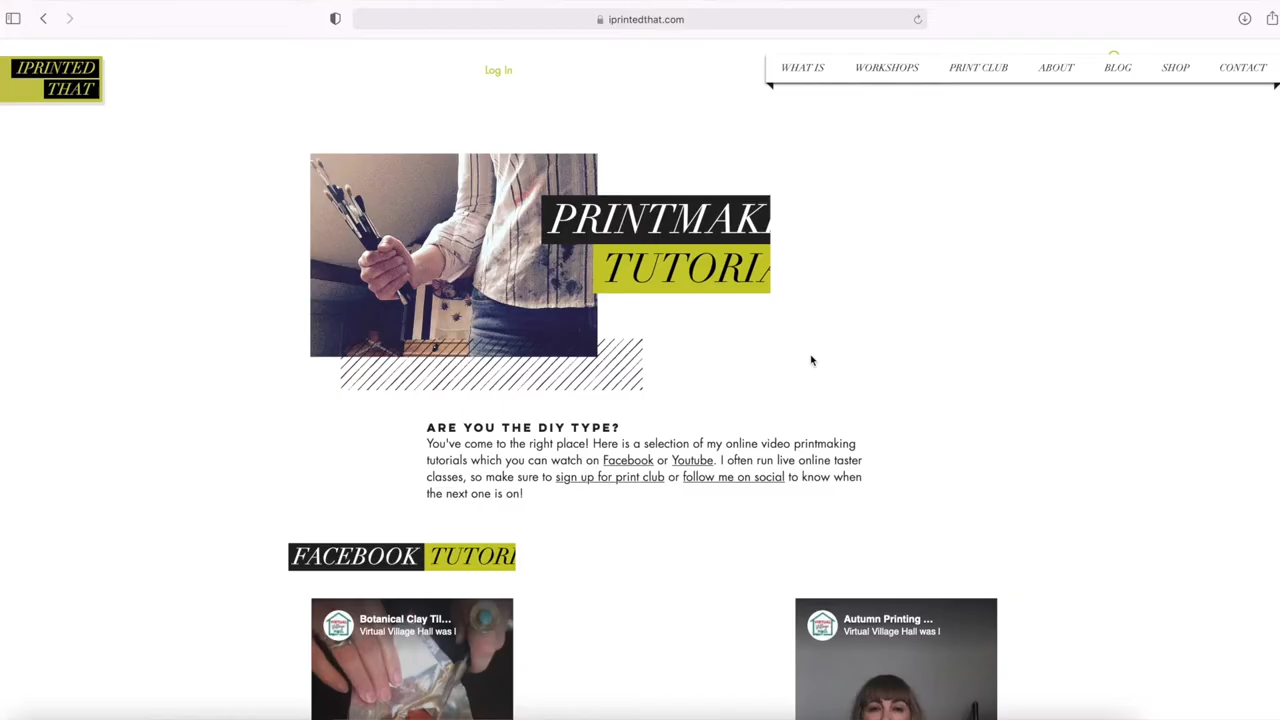 iprintedthat.com
IPRINTED
THAT
Log In
WHAT IS WORKSHOPS PRINT CLUB ABOUT BLOG SHOP CONTACT
PRINTMAK
TUTORIA
ARE YOU THE DIY TYPE?
You've come to the right place! Here is a selection of my online video printmaking
tutorials which you can watch on Facebook or Youtube. I often run live online taster
classes, so make sure to sign up for print club or follow me on social to know when
the next one is on!
FACEBOOK TUTORI
Botanical Clay Til...
Virtual Village Hall was l
Autumn Printing ...
Virtual Village Hall was l